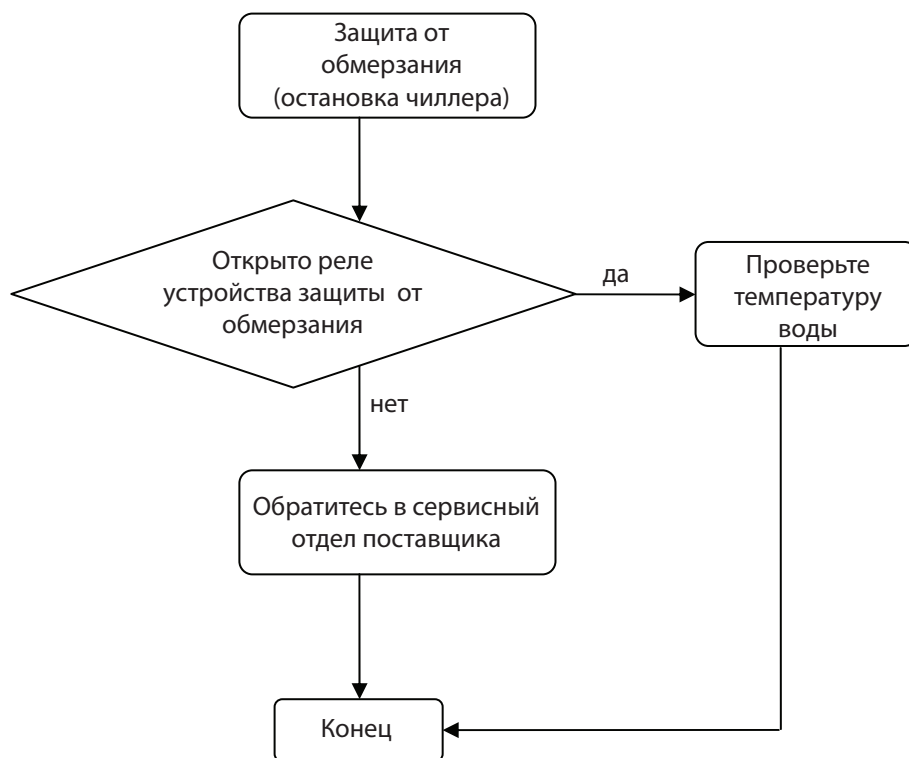 Защита от
обмерзания
(остановка чиллера)
Открыто реле
устройства защиты от
обмерзания
да
Проверьте
температуру
воды
нет
Обратитесь в сервисный
отдел поставщика
Конец